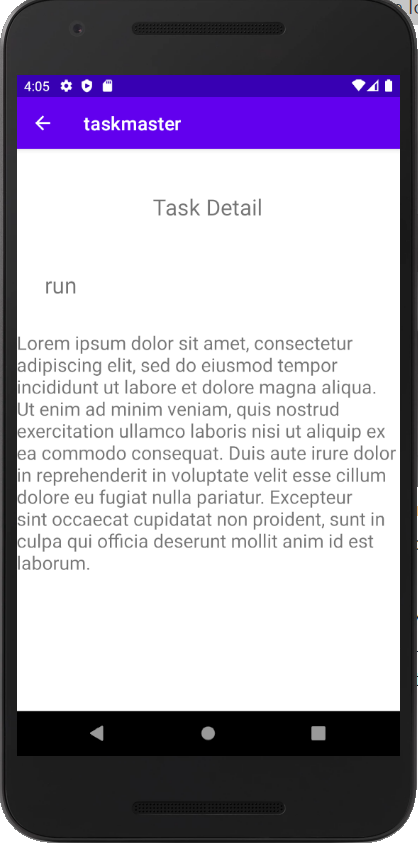 4:05
taskmaster
Task Detail
run
Lorem ipsum dolor sit amet, consectetur
adipiscing elit, sed do eiusmod tempor
incididunt ut labore et dolore magna aliqua.
Ut enim ad minim veniam, quis nostrud
exercitation ullamco laboris nisi ut aliquip ex
ea commodo consequat. Duis aute irure dolor
in reprehenderit in voluptate velit esse cillum
dolore eu fugiat nulla pariatur. Excepteur
sint occaecat cupidatat non proident, sunt in
culpa qui officia deserunt mollit anim id est
laborum.